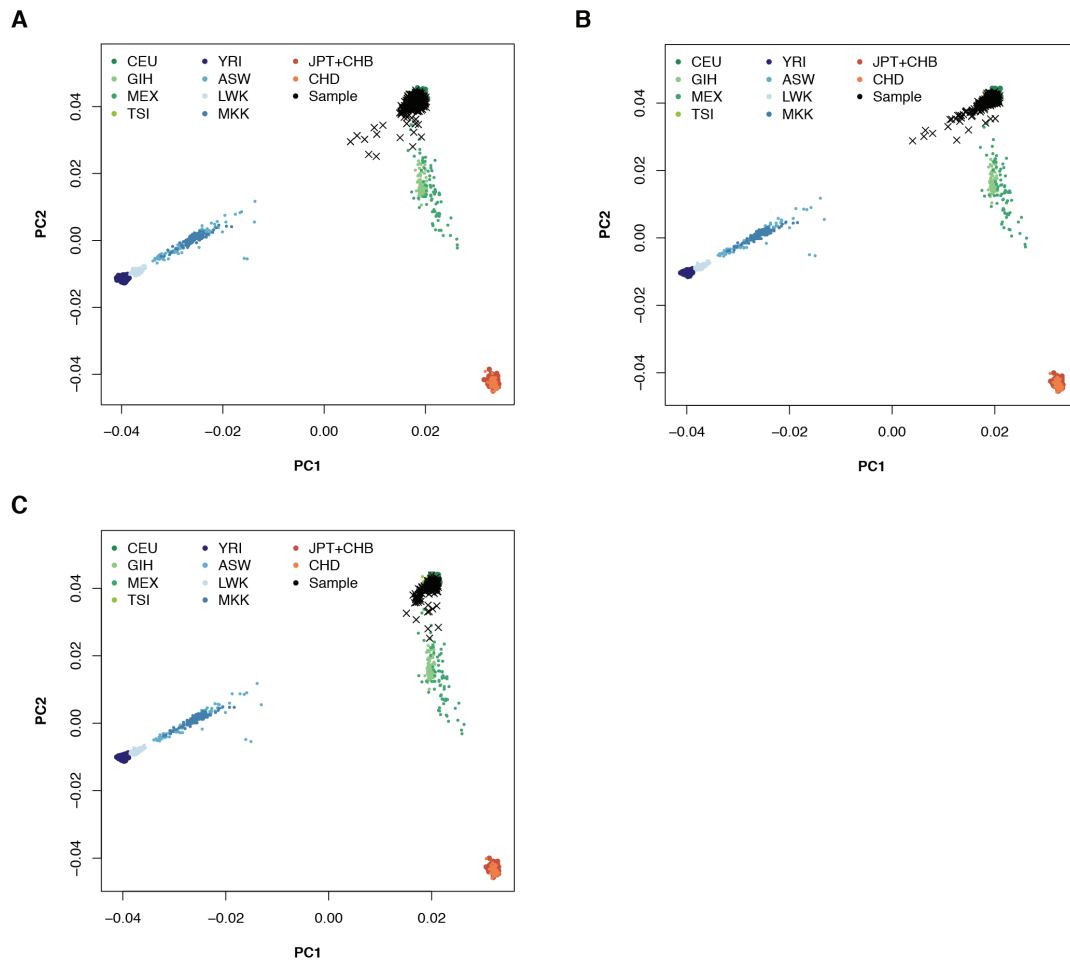 A
CEU YRI JPT+CHB
GIH ASW CHD
MEX LWK Sample
TSI MKK
PC2
0.04
0.02
0.00
−0.02
−0.04
−0.04 −0.02 0.00 0.02
PC1
B
CEU YRI JPT+CHB
GIH ASW CHD
MEX LWK Sample
TSI MKK
PC2
0.04
0.02
0.00
−0.02
−0.04
−0.04 −0.02 0.00 0.02
PC1
C
CEU YRI JPT+CHB
GIH ASW CHD
MEX LWK Sample
TSI MKK
PC2
0.04
0.02
0.00
−0.02
−0.04
−0.04 −0.02 0.00 0.02
PC1